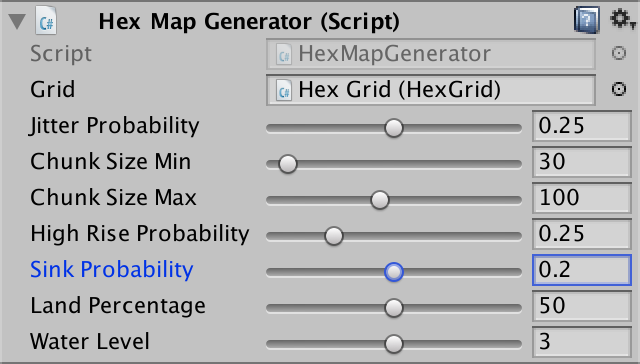 Hex Map Generator (Script)
Script C# HexMapGenerator
Grid C# Hex Grid (HexGrid)
Jitter Probability 0.25
Chunk Size Min 30
Chunk Size Max 100
High Rise Probability 0.25
Sink Probability 0.2
Land Percentage 50
Water Level 3